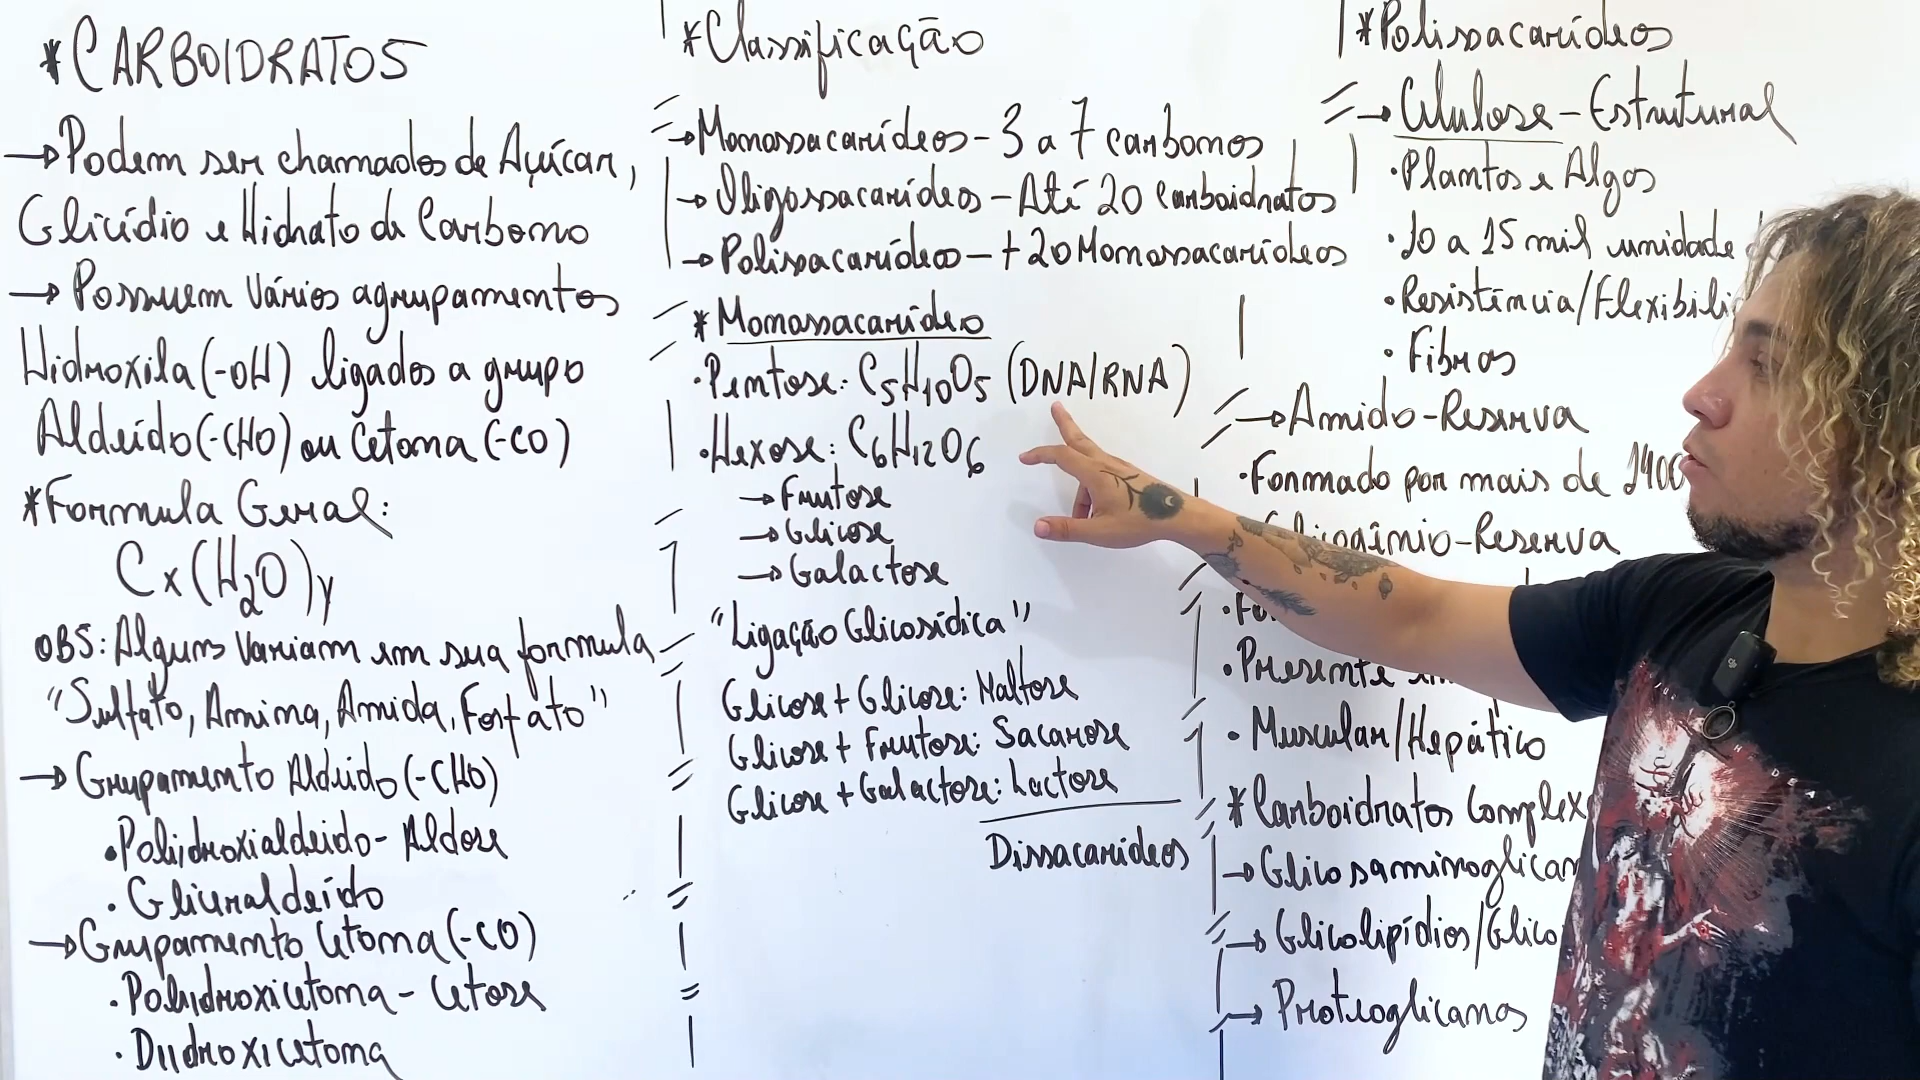 *CARBOIDRATOS
→Podem ser chamados de Açúcar,
Glicídio e Hidrato de Carbono
→Possuem Vários agrupamentos
Hidroxila(-OH) ligados a grupo
Aldeído(-CHO) ou Cetona(-CO)
*Formula Geral:
Cx(H₂O)y
OBS: Alguns Variam em sua formula
"Sulfato, Amina, Amida, Fosfato"
→Grupamento Aldeído(-CHO)
•Poliidroxialdeido- Aldose
•Gliceraldeído
→Grupamento Cetona(-CO)
•Poliidroxicetona- Cetose
•Diidroxicetona
*Classificação
→Monossacarídeos- 3 a 7 carbonos
→Oligossacarídeos-Até 20 carboidratos
→Polissacarídeo-+20 Monossacarídeos
*Monossacarídeo
•Pentose: C₅H₁₀O₅ (DNA/RNA)
•Hexose: C₆H₁₂O₆
→Frutose
→Glicose
→Galactose
"Ligação Glicosídica"
Glicose+Glicose: Maltose
Glicose+Frutose: Sacarose
Glicose+Galactose: Lactose
Dissacarídeos
*Polissacarídeos
→Celulose-Estrutural
•Plantas e Algas
•10 a 15 mil unidade
•Resistência/Flexibili
•Fibras
→Amido-Reserva
•Formado por mais de 1400
Glicogênio-Reserva
•Fo
•Presente em
•Muscular/Hepático
*Carboidratos Complex
→Glicosaminoglican
→Glicolipídios/Glico
→Proteoglicanos